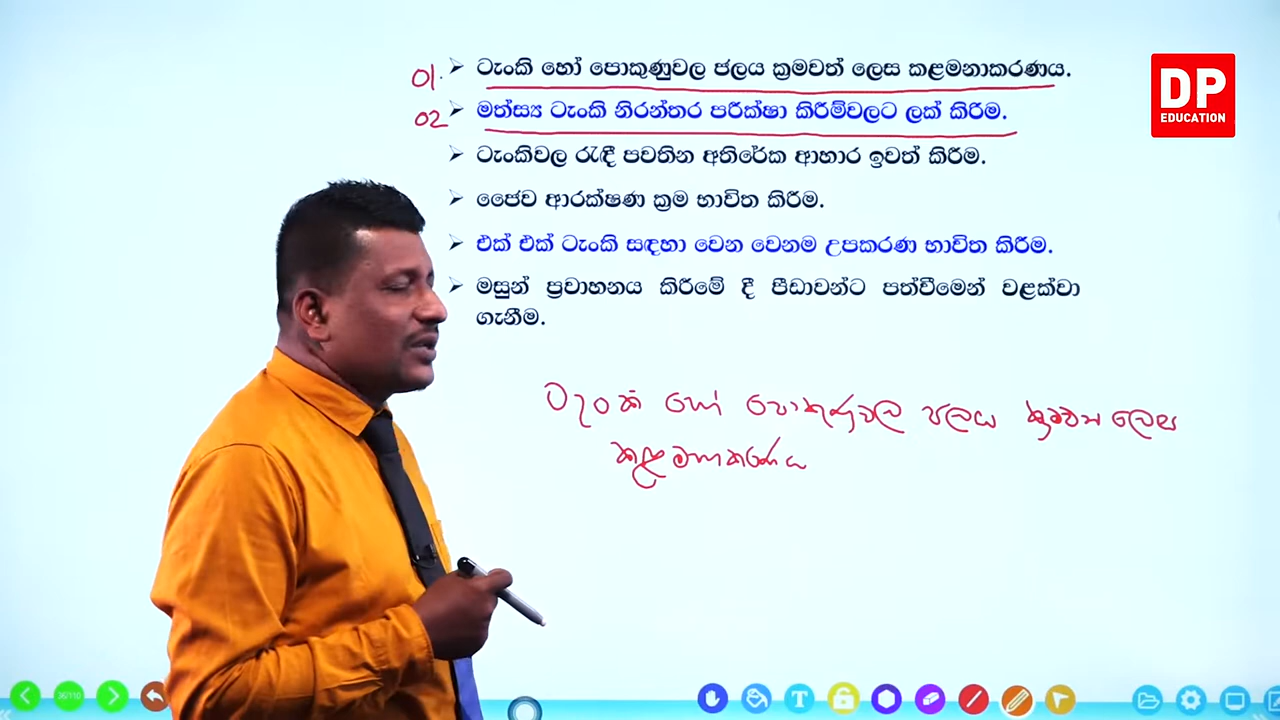 DP
EDUCATION
01. ➢ ටැංකි හෝ පොකුණුවල ජලය ක්‍රමවත් ලෙස කළමනාකරණය.
02 ➢ මත්ස්‍ය ටැංකි නිරන්තර පරීක්ෂා කිරීම්වලට ලක් කිරීම.
➢ ටැංකිවල රැඳී පවතින අතිරේක ආහාර ඉවත් කිරීම.
➢ ජෛව ආරක්ෂණ ක්‍රම භාවිත කිරීම.
➢ එක් එක් ටැංකි සඳහා වෙන වෙනම උපකරණ භාවිත කිරීම.
➢ මසුන් ප්‍රවාහනය කිරීමේ දී පීඩාවන්ට පත්වීමෙන් වළක්වා
ගැනීම.
ටැංකි හෝ පොකුණුවල ජලය ක්‍රමවත් ලෙස
කළමනාකරණය
36/110
T